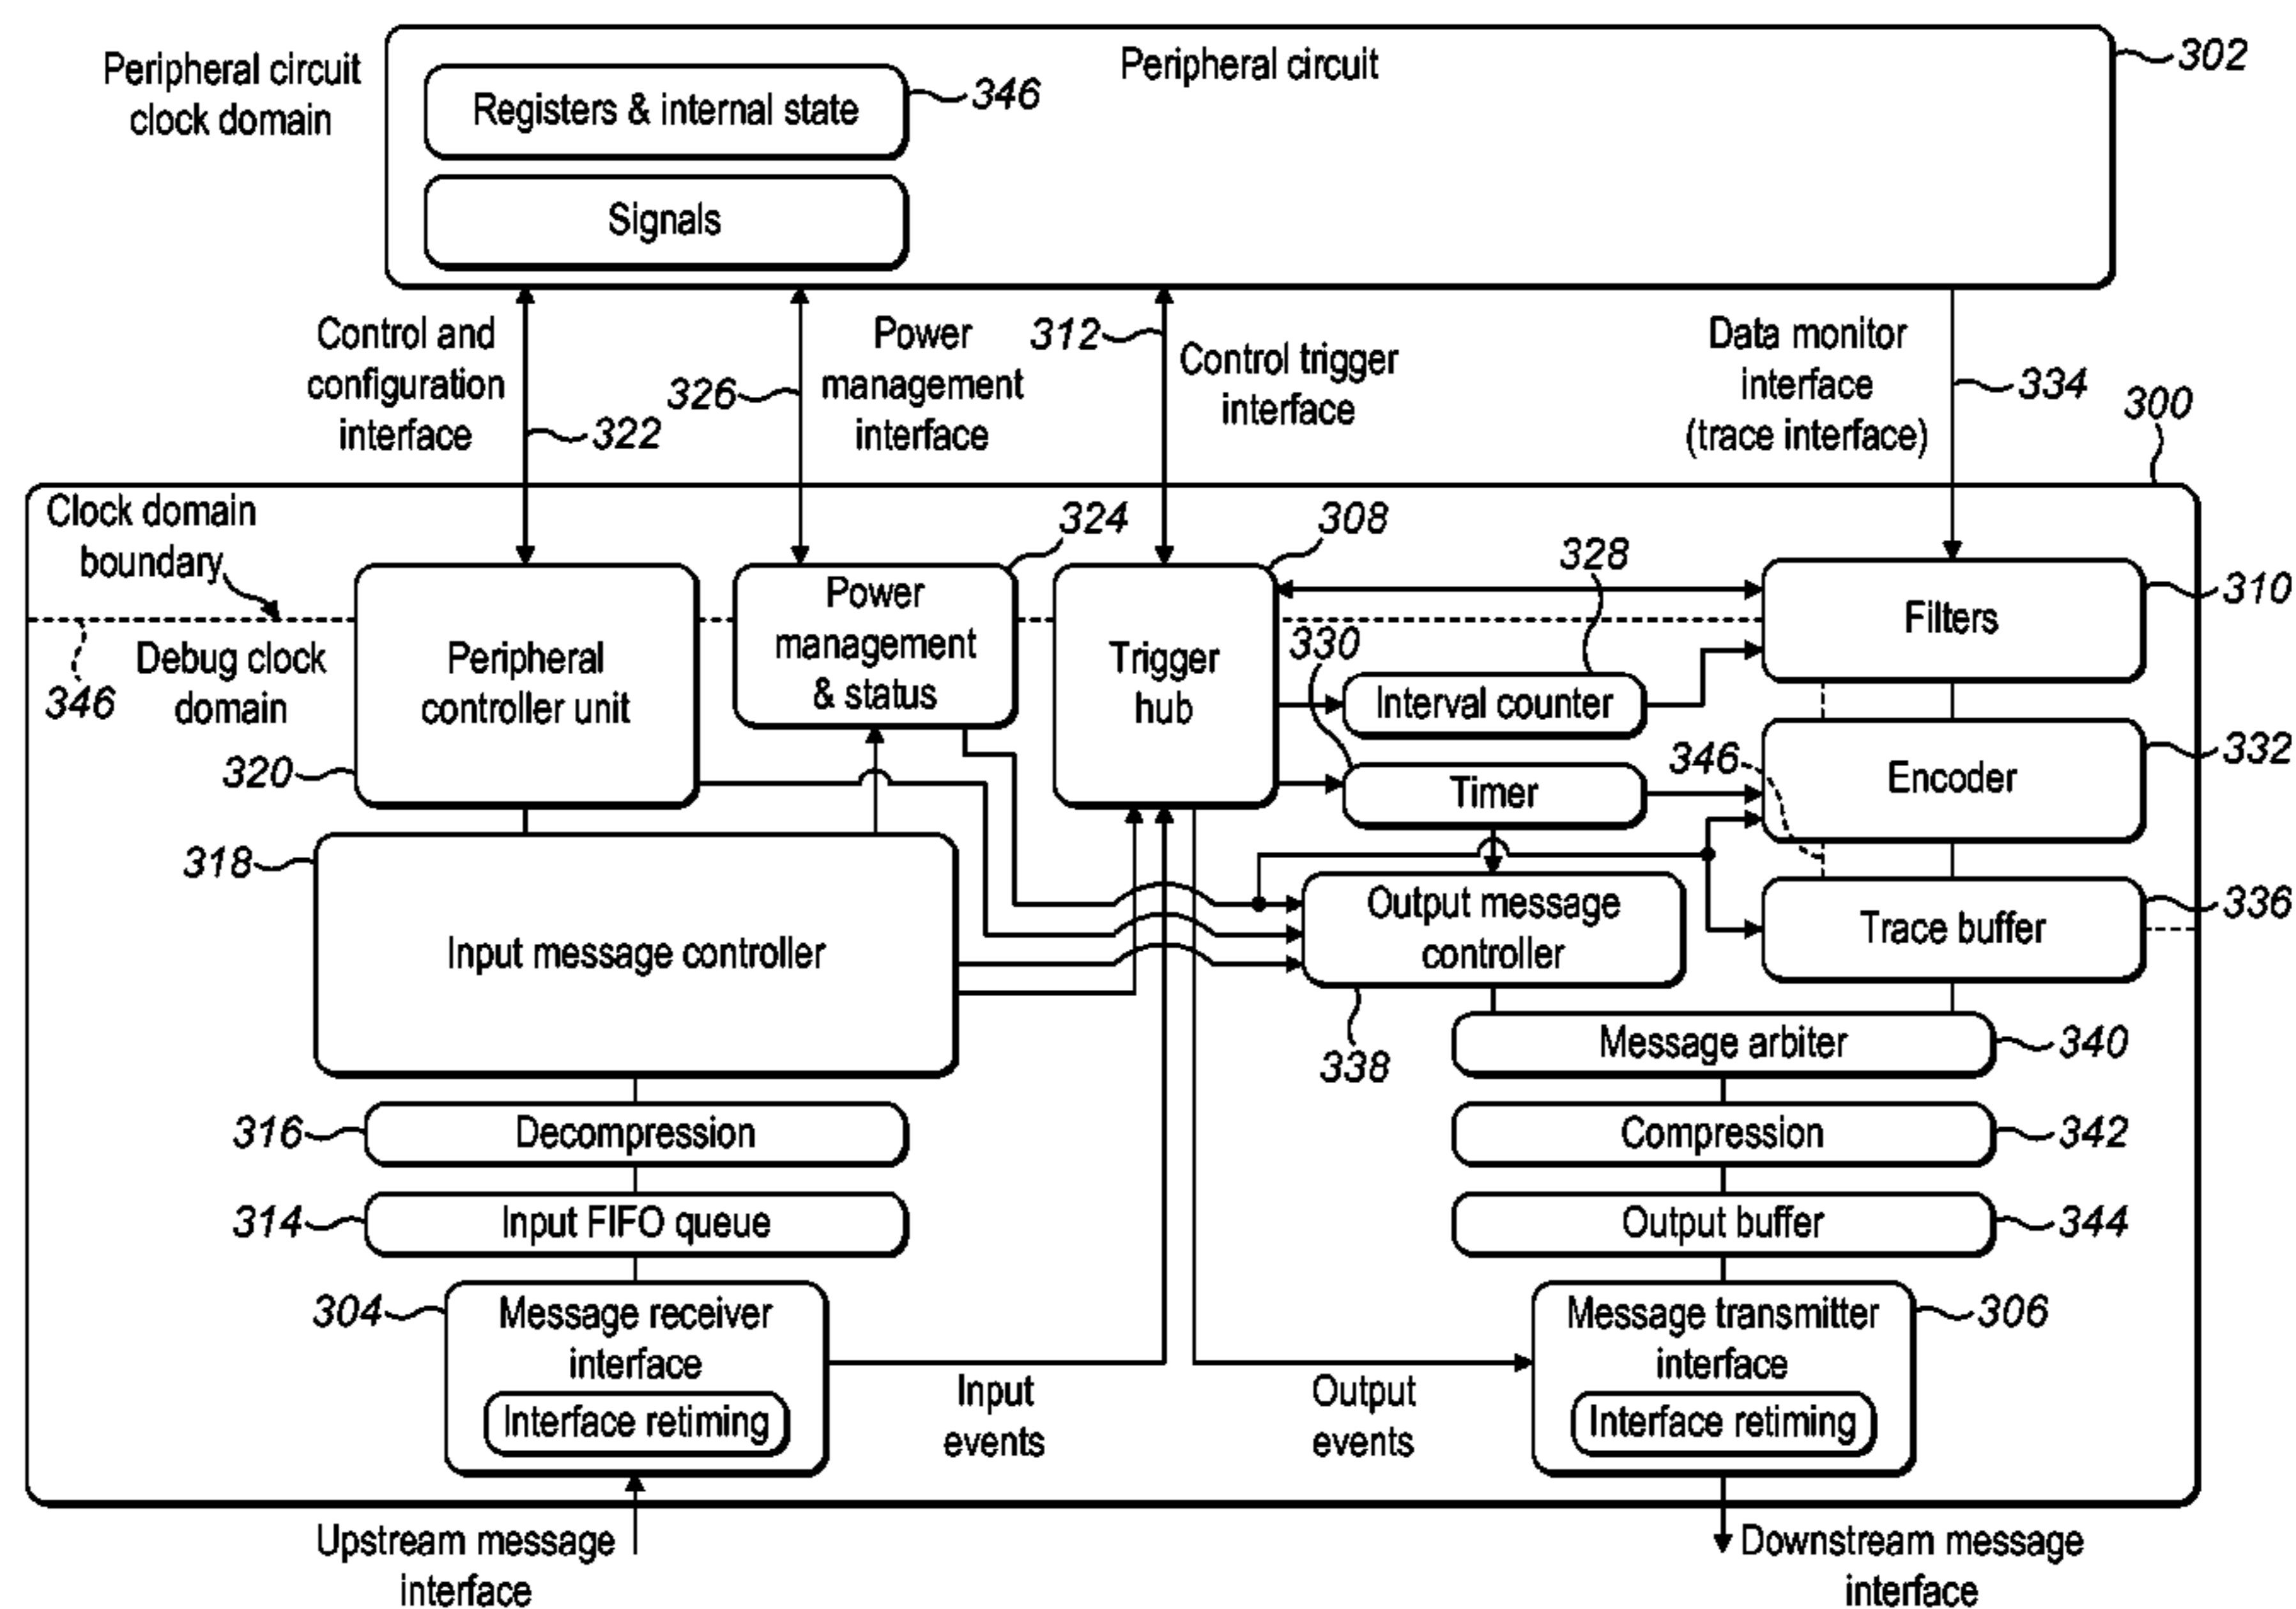 Peripheral circuit
clock domain
Peripheral circuit
302
Registers & internal state
346
Signals
Control and
configuration
interface
322
326
Power
management
interface
312
Control trigger
interface
Data monitor
interface
(trace interface)
334
300
Clock domain
boundary
346
Debug clock
domain
Peripheral
controller unit
320
Power
management
& status
324
Trigger
hub
308
328
Interval counter
330
Timer
Filters
310
346
Encoder
332
Trace buffer
336
318
Input message controller
Output message
controller
338
Message arbiter
340
316
Decompression
Compression
342
314
Input FIFO queue
Output buffer
344
304
Message receiver
interface
Interface retiming
Input
events
Output
events
Message transmitter
interface
Interface retiming
306
Upstream message
interface
Downstream message
interface